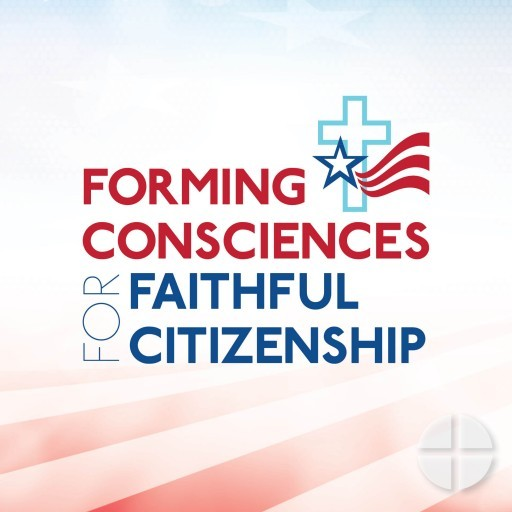 FORMING
CONSCIENCES
FOR
FAITHFUL
CITIZENSHIP